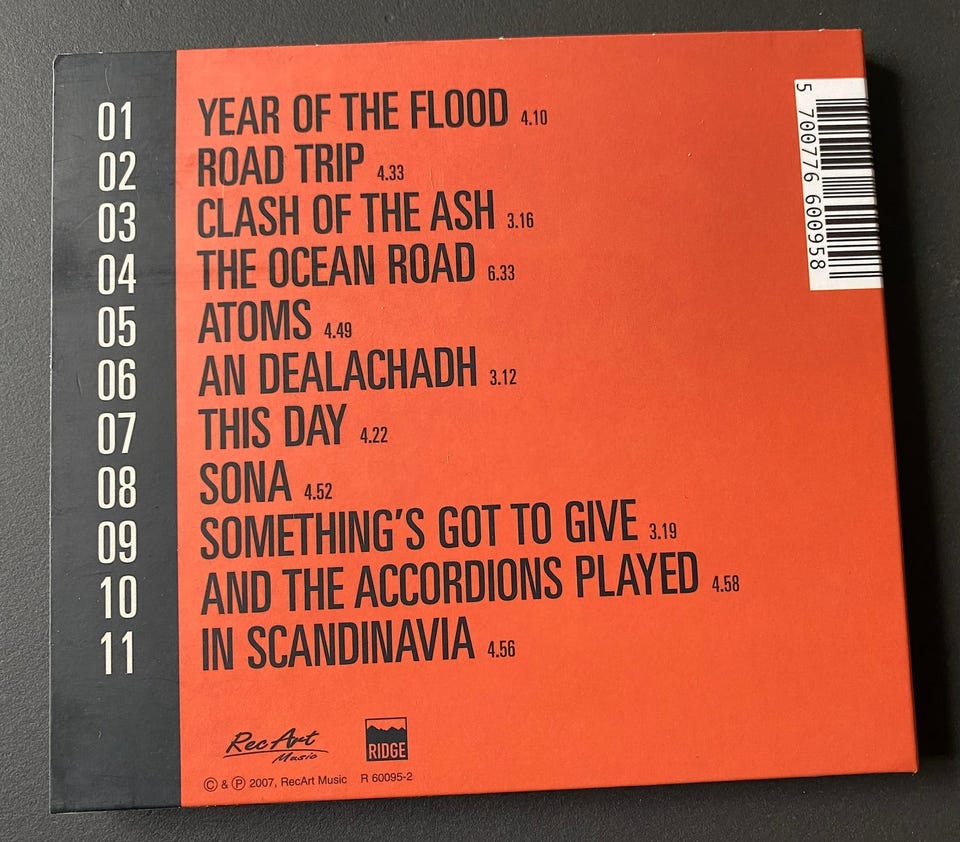 01 YEAR OF THE FLOOD 4.10
02 ROAD TRIP 4.33
03 CLASH OF THE ASH 3.16
04 THE OCEAN ROAD 6.33
05 ATOMS 4.49
06 AN DEALACHADH 3.12
07 THIS DAY 4.22
08 SONA 4.52
09 SOMETHING'S GOT TO GIVE 3.19
10 AND THE ACCORDIONS PLAYED 4.58
11 IN SCANDINAVIA 4.56
5 700776 600958
RecArt Music
RIDGE
© & ℗ 2007, RecArt Music R 60095-2